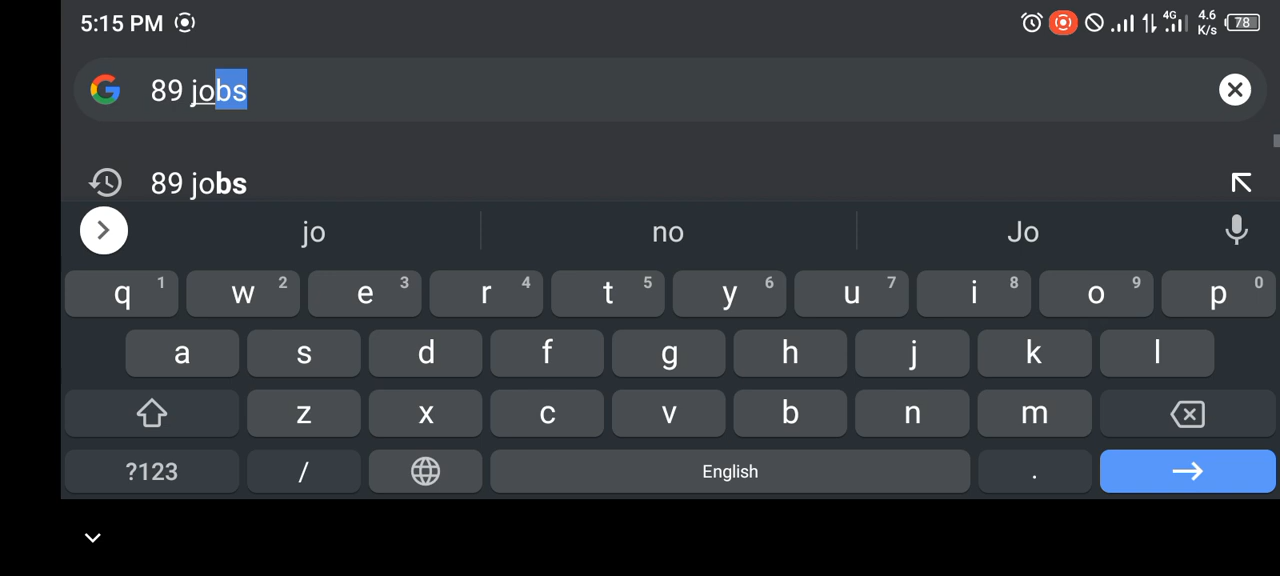 5:15 PM 4G 4.6 K/s 78
89 jobs
89 jobs
jo no Jo
q 1 w 2 e 3 r 4 t 5 y 6 u 7 i 8 o 9 p 0
a s d f g h j k l
z x c v b n m
?123 / English .